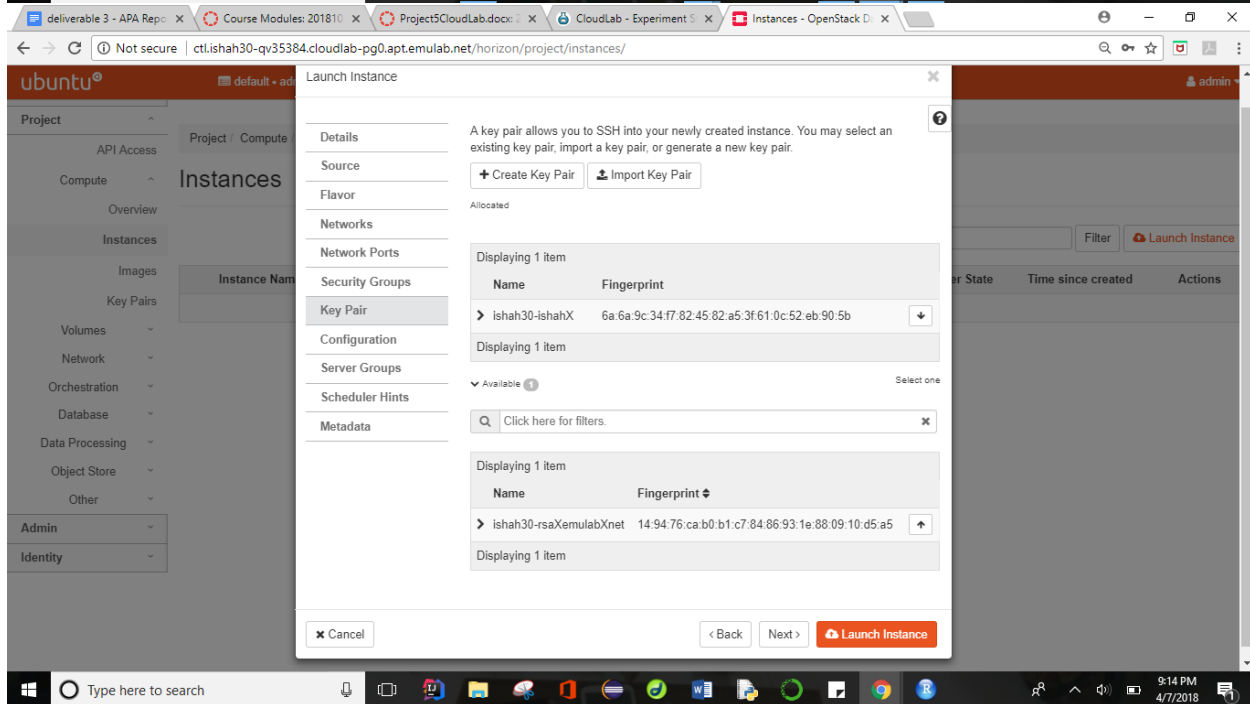 deliverable 3 - APA Repo
Course Modules: 201810
Project5CloudLab.docx: 2
CloudLab - Experiment S
Instances - OpenStack Da
Not secure | ctl.ishah30-qv35384.cloudlab-pg0.apt.emulab.net/horizon/project/instances/
ubuntu® default • adm admin
Launch Instance
Project
API Access
Compute
Overview
Instances
Images
Key Pairs
Volumes
Network
Orchestration
Database
Data Processing
Object Store
Other
Admin
Identity
Project / Compute /
Instances
Instance Nam
Details
Source
Flavor
Networks
Network Ports
Security Groups
Key Pair
Configuration
Server Groups
Scheduler Hints
Metadata
A key pair allows you to SSH into your newly created instance. You may select an
existing key pair, import a key pair, or generate a new key pair.
+ Create Key Pair Import Key Pair
Allocated
Displaying 1 item
Name Fingerprint
ishah30-ishahX 6a:6a:9c:34:f7:82:45:82:a5:3f:61:0c:52:eb:90:5b
Displaying 1 item
Available 1 Select one
Click here for filters.
Displaying 1 item
Name Fingerprint
ishah30-rsaXemulabXnet 14:94:76:ca:b0:b1:c7:84:86:93:1e:88:09:10:d5:a5
Displaying 1 item
Cancel < Back Next > Launch Instance
Filter Launch Instance
er State Time since created Actions
Type here to search
9:14 PM
4/7/2018